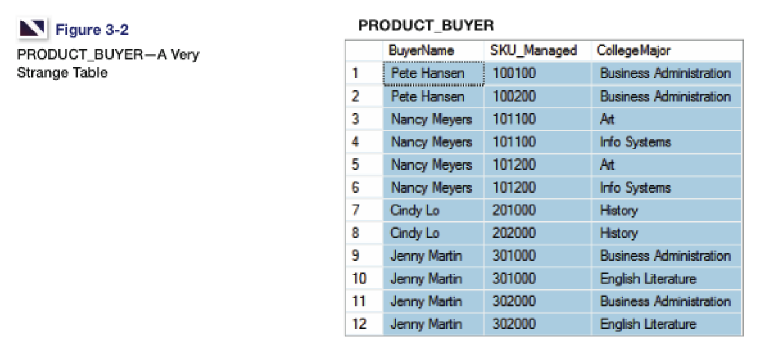 Figure 3-2
PRODUCT_BUYER—A Very
Strange Table
PRODUCT_BUYER
BuyerName SKU_Managed CollegeMajor
1 Pete Hansen 100100 Business Administration
2 Pete Hansen 100200 Business Administration
3 Nancy Meyers 101100 Art
4 Nancy Meyers 101100 Info Systems
5 Nancy Meyers 101200 Art
6 Nancy Meyers 101200 Info Systems
7 Cindy Lo 201000 History
8 Cindy Lo 202000 History
9 Jenny Martin 301000 Business Administration
10 Jenny Martin 301000 English Literature
11 Jenny Martin 302000 Business Administration
12 Jenny Martin 302000 English Literature